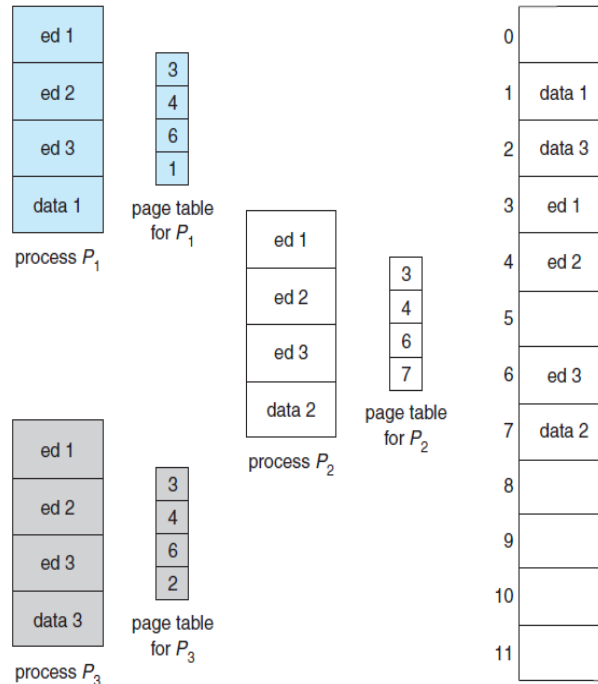 ed 1
ed 2
ed 3
data 1
process P1
3
4
6
1
page table
for P1
ed 1
ed 2
ed 3
data 2
process P2
3
4
6
7
page table
for P2
ed 1
ed 2
ed 3
data 3
process P3
3
4
6
2
page table
for P3
0
1 data 1
2 data 3
3 ed 1
4 ed 2
5
6 ed 3
7 data 2
8
9
10
11